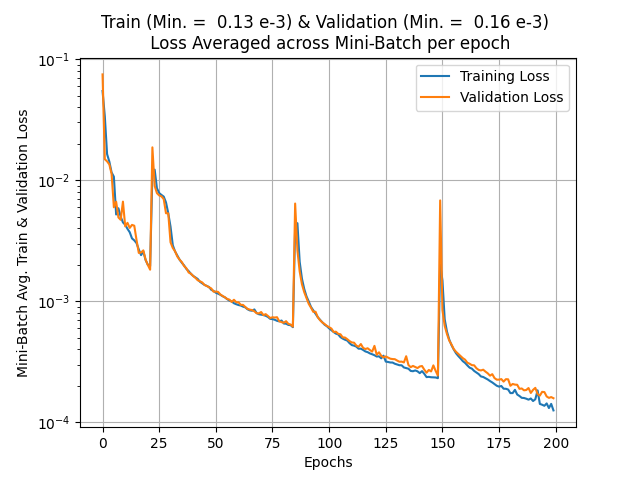 Train (Min. =  0.13 e-3) & Validation (Min. =  0.16 e-3)
Loss Averaged across Mini-Batch per epoch
Training Loss
Validation Loss
Mini-Batch Avg. Train & Validation Loss
10⁻¹
10⁻²
10⁻³
10⁻⁴
0 25 50 75 100 125 150 175 200
Epochs